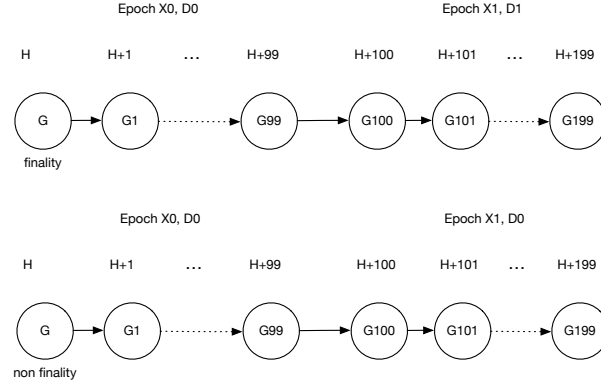 Epoch X0, D0 Epoch X1, D1
H H+1 ... H+99 H+100 H+101 ... H+199
G G1 G99 G100 G101 G199
finality
Epoch X0, D0 Epoch X1, D0
H H+1 ... H+99 H+100 H+101 ... H+199
G G1 G99 G100 G101 G199
non finality